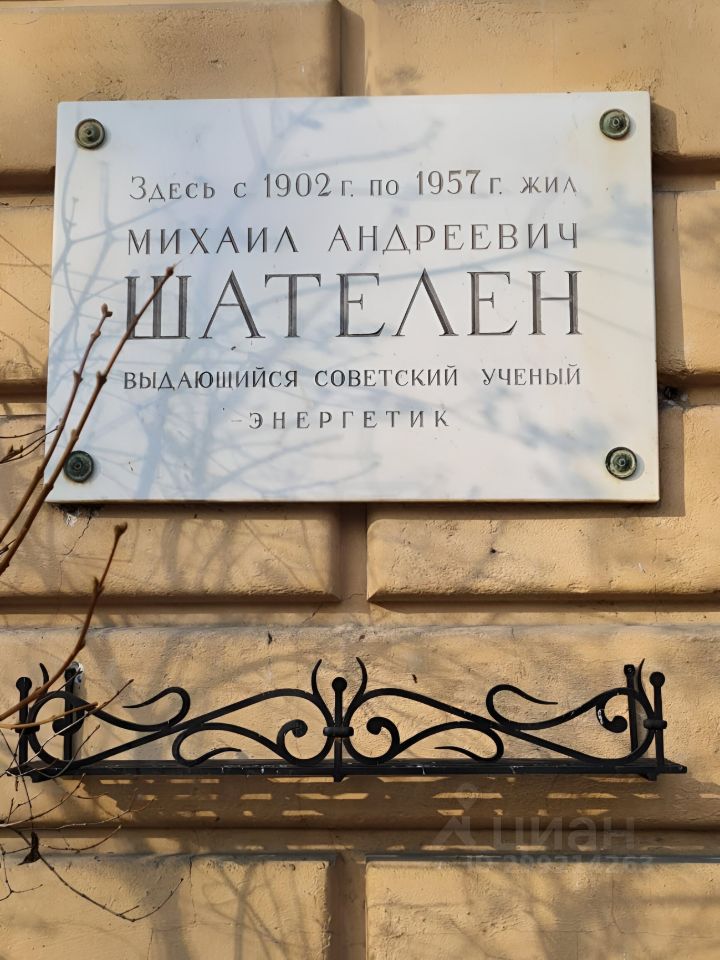 Здесь с 1902 г. по 1957 г. жил
МИХАИЛ АНДРЕЕВИЧ
ШАТЕЛЕН
ВЫДАЮЩИЙСЯ СОВЕТСКИЙ УЧЕНЫЙ
-ЭНЕРГЕТИК
циан